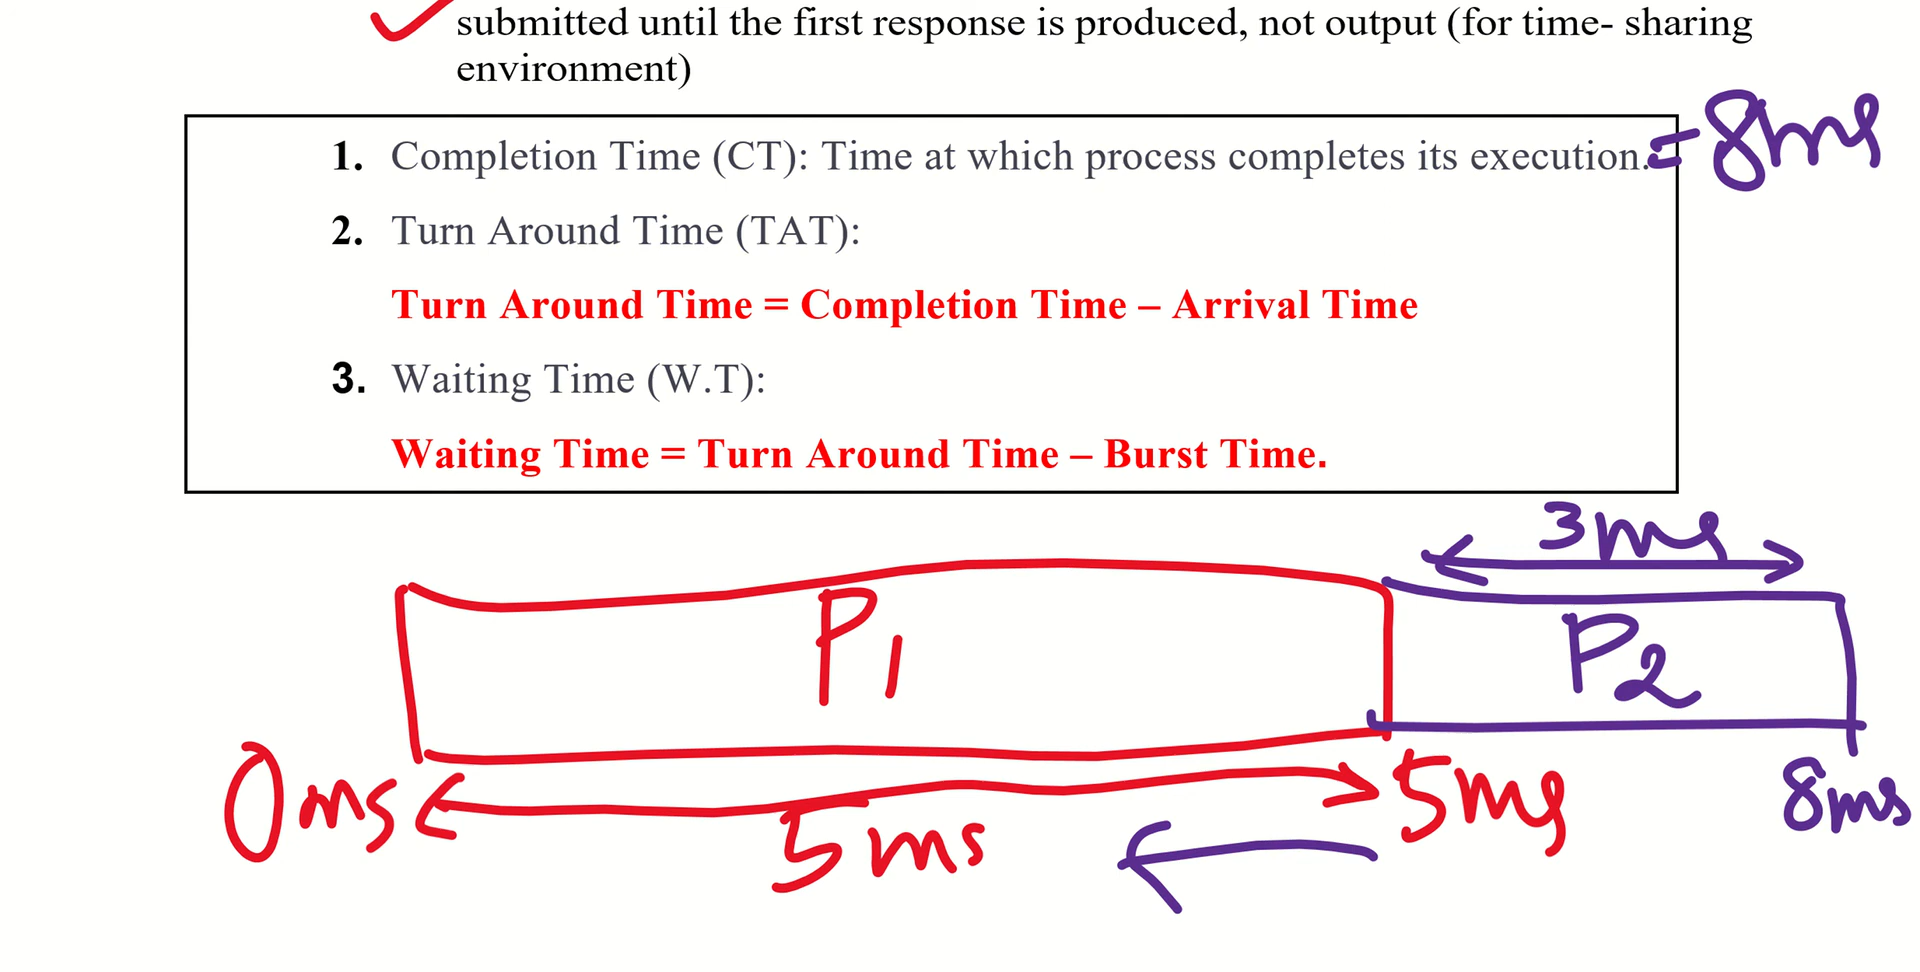 submitted until the first response is produced, not output (for time- sharing
environment)
1. Completion Time (CT): Time at which process completes its execution. = 8ms
2. Turn Around Time (TAT):
Turn Around Time = Completion Time – Arrival Time
3. Waiting Time (W.T):
Waiting Time = Turn Around Time – Burst Time.
3ms
P1 P2
0ms 5ms 5ms 8ms